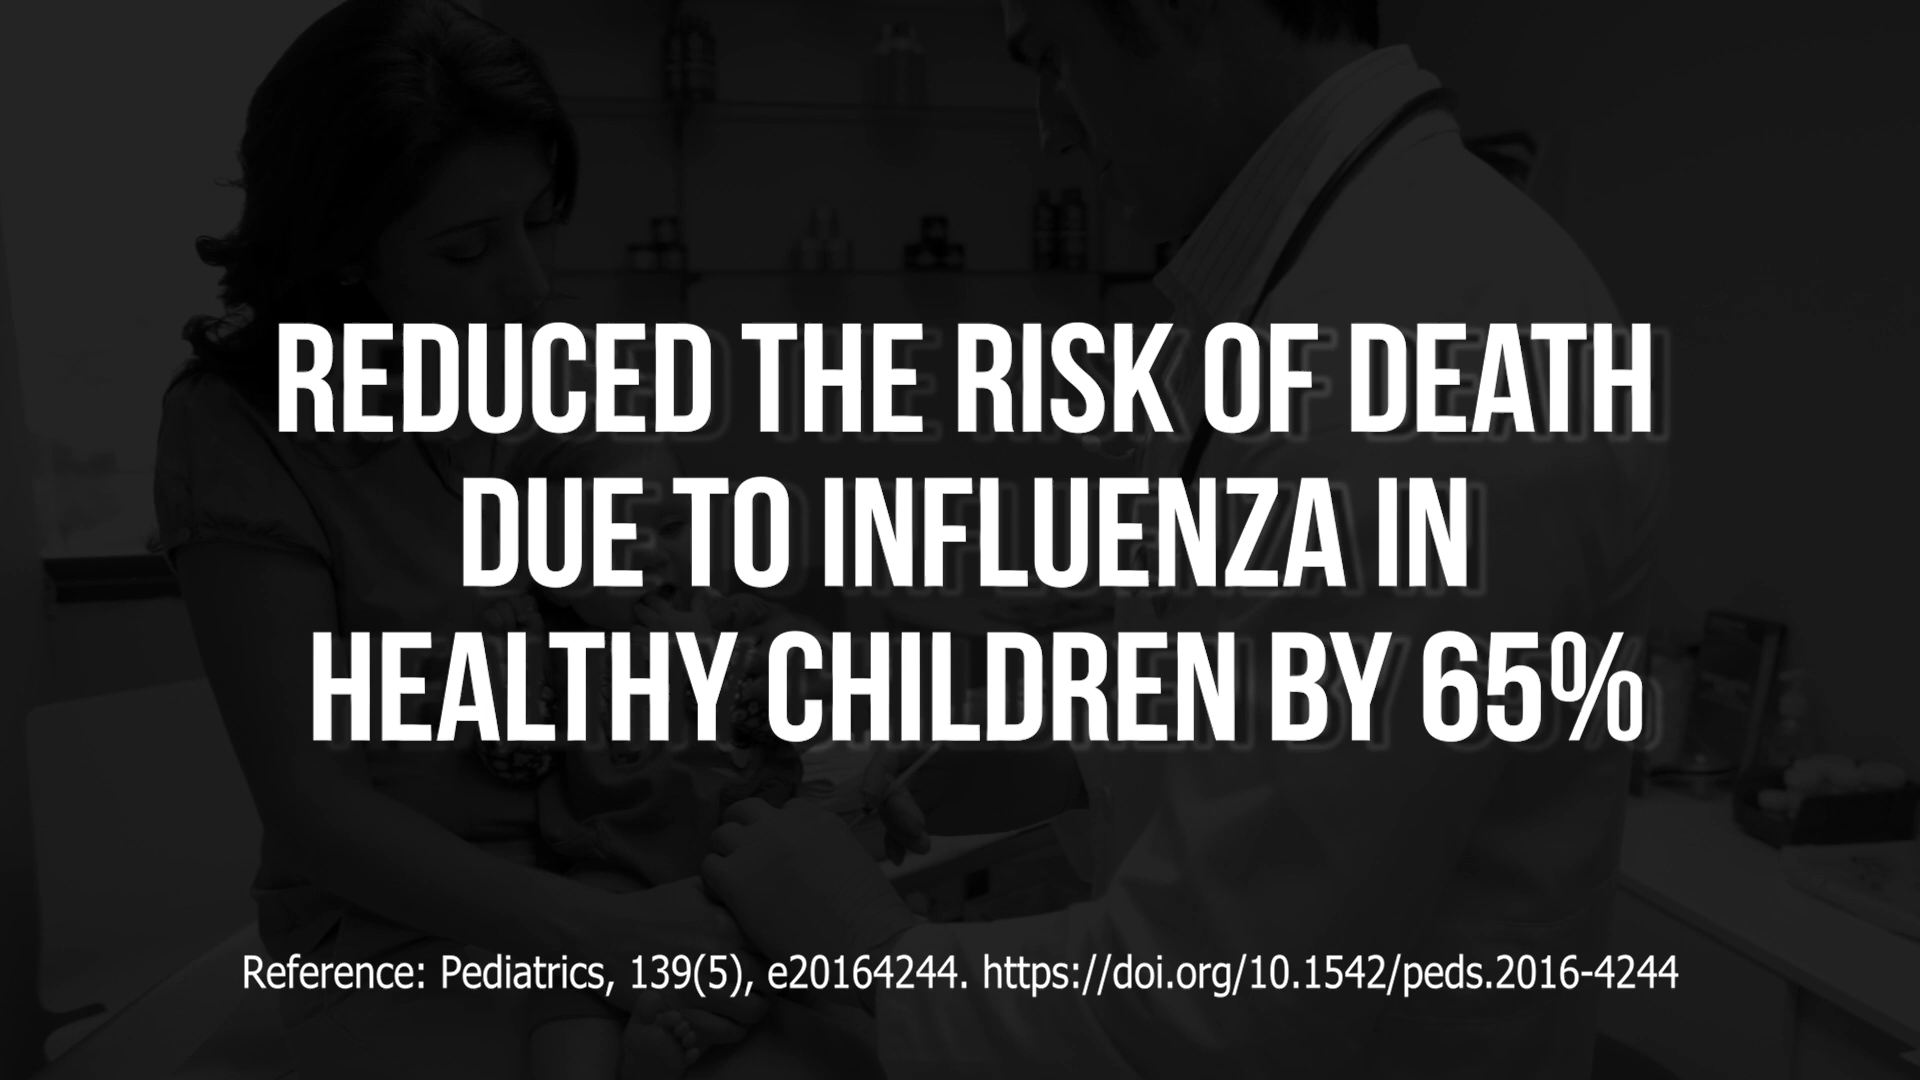 REDUCED THE RISK OF DEATH
DUE TO INFLUENZA IN
HEALTHY CHILDREN BY 65%
Reference: Pediatrics, 139(5), e20164244. https://doi.org/10.1542/peds.2016-4244